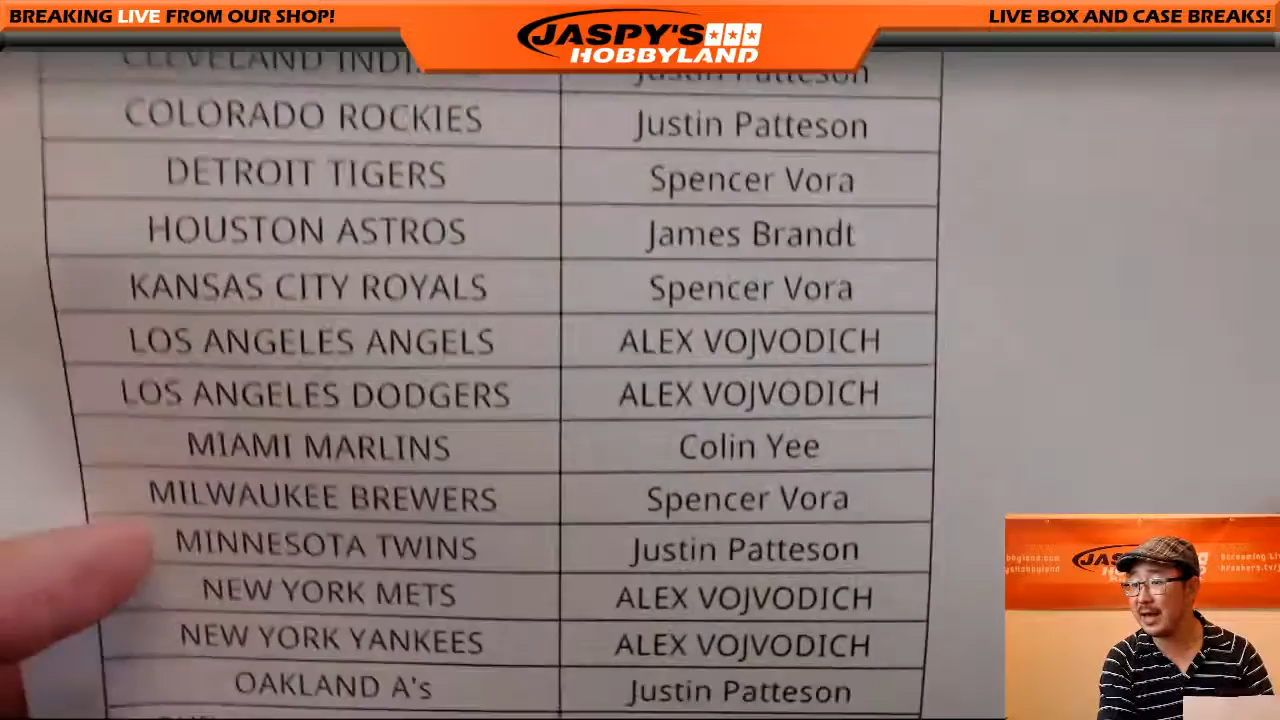 BREAKING LIVE FROM OUR SHOP!
JASPY'S
HOBBYLAND
LIVE BOX AND CASE BREAKS!
CLEVELAND Justin Patteson
COLORADO ROCKIES Justin Patteson
DETROIT TIGERS Spencer Vora
HOUSTON ASTROS James Brandt
KANSAS CITY ROYALS Spencer Vora
LOS ANGELES ANGELS ALEX VOJVODICH
LOS ANGELES DODGERS ALEX VOJVODICH
MIAMI MARLINS Colin Yee
MILWAUKEE BREWERS Spencer Vora
MINNESOTA TWINS Justin Patteson
NEW YORK METS ALEX VOJVODICH
NEW YORK YANKEES ALEX VOJVODICH
OAKLAND A's Justin Patteson